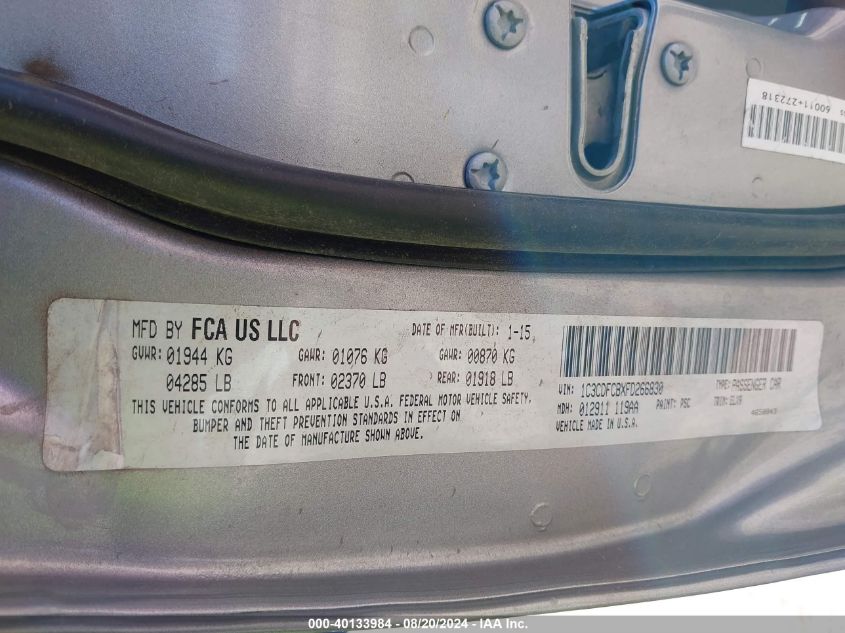 60011+272318
MFD BY FCA US LLC
DATE OF MFR(BUILT): 1-15
GVWR: 01944 KG
GAWR: 01076 KG
GAWR: 00870 KG
04285 LB
FRONT: 02370 LB
REAR: 01918 LB
THIS VEHICLE CONFORMS TO ALL APPLICABLE U.S.A. FEDERAL MOTOR VEHICLE SAFETY,
BUMPER AND THEFT PREVENTION STANDARDS IN EFFECT ON
THE DATE OF MANUFACTURE SHOWN ABOVE.
VIN: 1C3CDFCBXFD266830
TYPE: PASSENGER CAR
MDH: 012911 119AA
PAINT: PSC
TRIM:
VEHICLE MADE IN U.S.A.
000-40133984 - 08/20/2024 - IAA Inc.